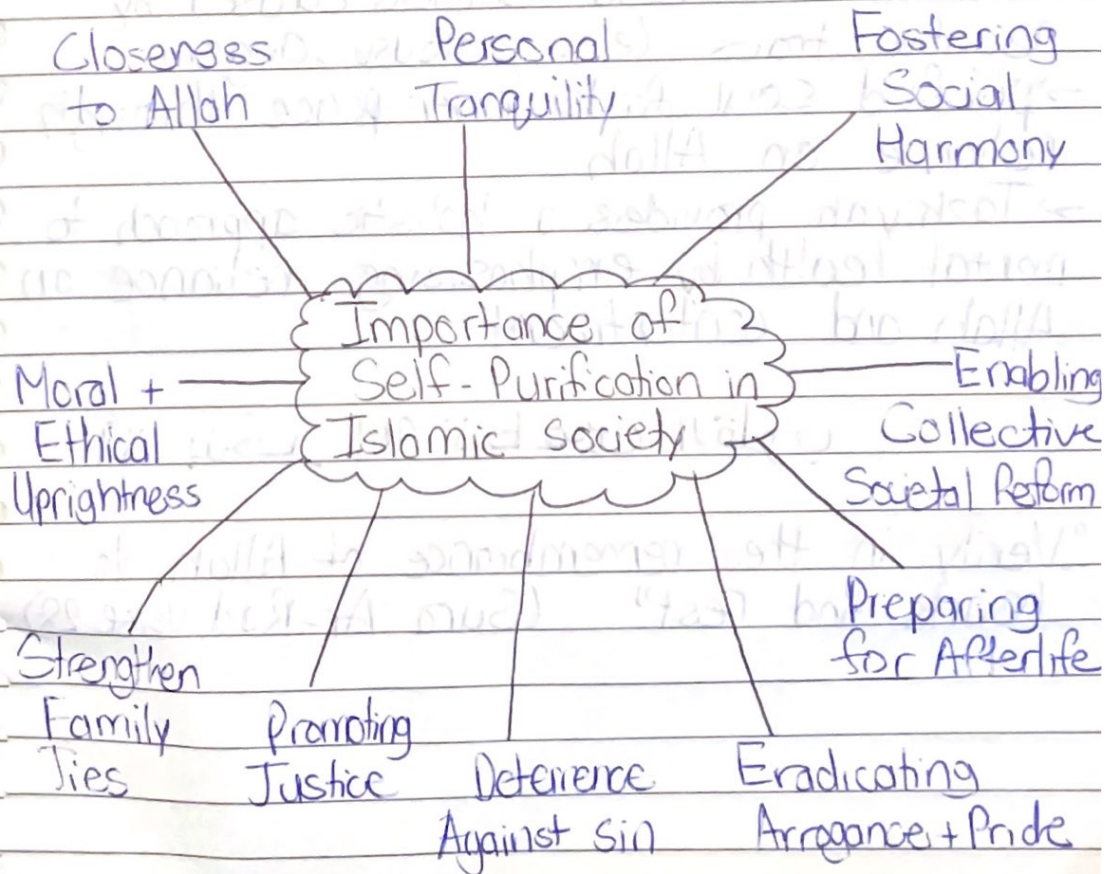 Closeness
to Allah
Personal
Tranquility
Fostering
Social
Harmony
Importance of
Self-Purification in
Islamic society
Moral +
Ethical
Uprightness
Enabling
Collective
Societal Reform
Preparing
for Afterlife
Strengthen
Family
Ties
Promoting
Justice
Deterrence
Against sin
Eradicating
Arrogance + Pride